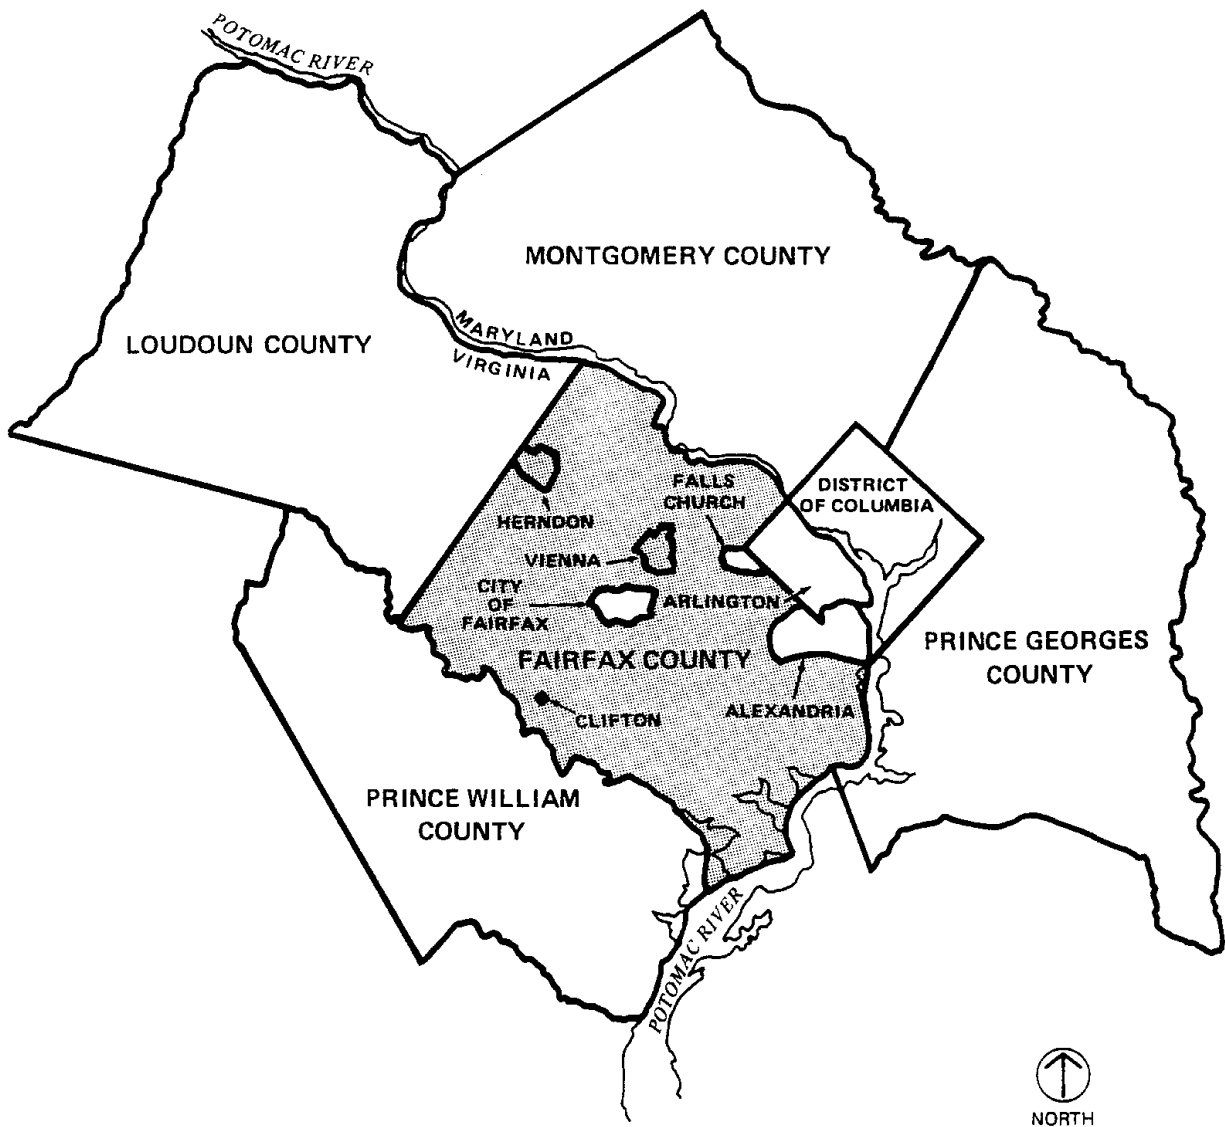 POTOMAC RIVER
MONTGOMERY COUNTY
MARYLAND
VIRGINIA
LOUDOUN COUNTY
FALLS
CHURCH
DISTRICT
OF COLUMBIA
HERNDON
VIENNA
CITY
OF
FAIRFAX
ARLINGTON
FAIRFAX COUNTY
PRINCE GEORGES
COUNTY
ALEXANDRIA
CLIFTON
PRINCE WILLIAM
COUNTY
POTOMAC RIVER
NORTH